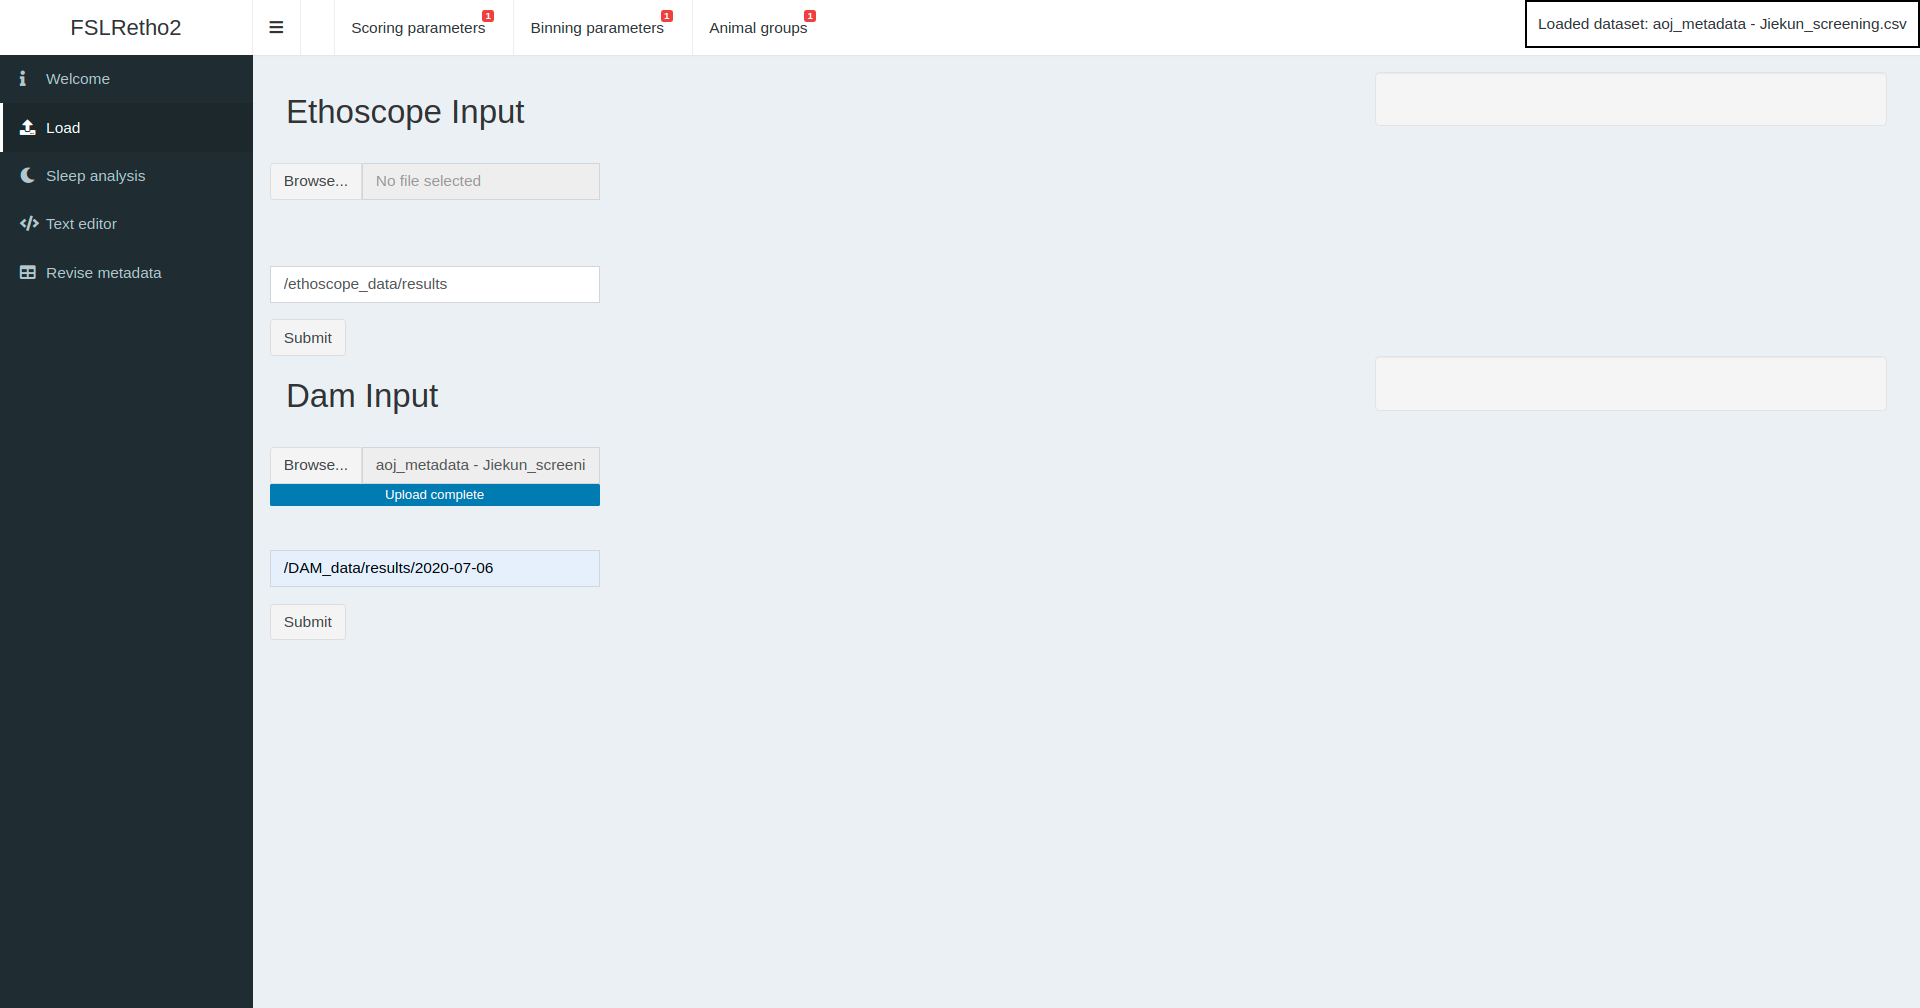 FSLRetho2
Scoring parameters 1
Binning parameters 1
Animal groups 1
Loaded dataset: aoj_metadata - Jiekun_screening.csv
Welcome
Load
Sleep analysis
Text editor
Revise metadata
Ethoscope Input
Browse... No file selected
/ethoscope_data/results
Submit
Dam Input
Browse... aoj_metadata - Jiekun_screeni
Upload complete
/DAM_data/results/2020-07-06
Submit